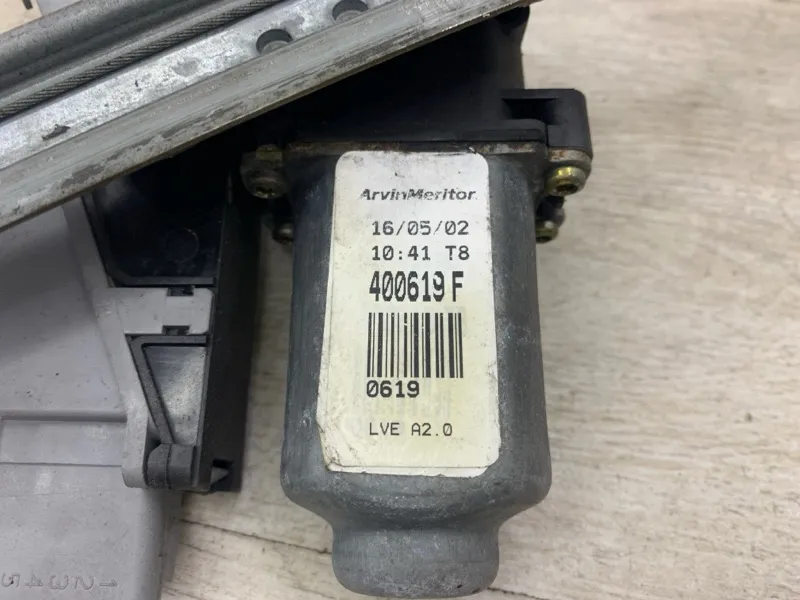 ArvinMeritor
16/05/02
10:41 T8
400619 F
0619
LVE A2.0